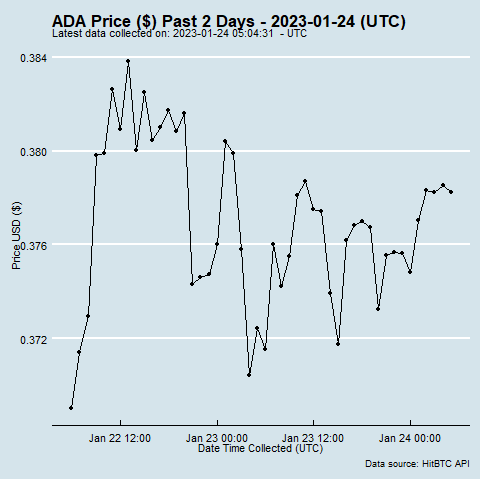 ADA Price ($) Past 2 Days - 2023-01-24 (UTC)
Latest data collected on: 2023-01-24 05:04:31 - UTC
0.384
0.380
0.376
0.372
Price USD ($)
Jan 22 12:00
Jan 23 00:00
Jan 23 12:00
Jan 24 00:00
Date Time Collected (UTC)
Data source: HitBTC API